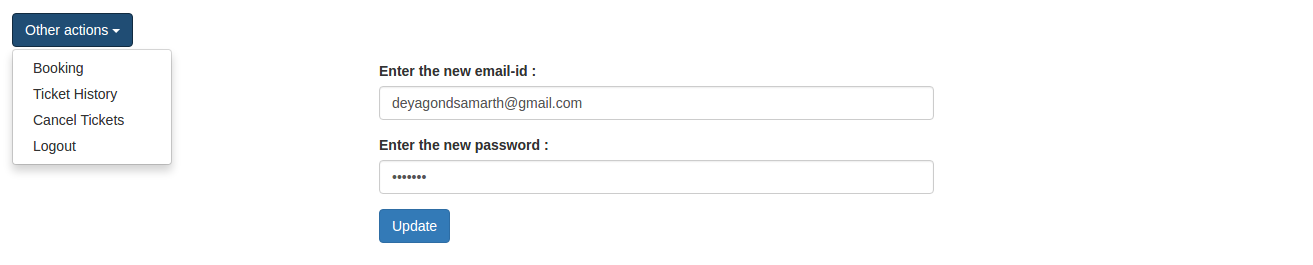 Other actions
Booking
Ticket History
Cancel Tickets
Logout
Enter the new email-id :
deyagondsamarth@gmail.com
Enter the new password :
•••••••
Update